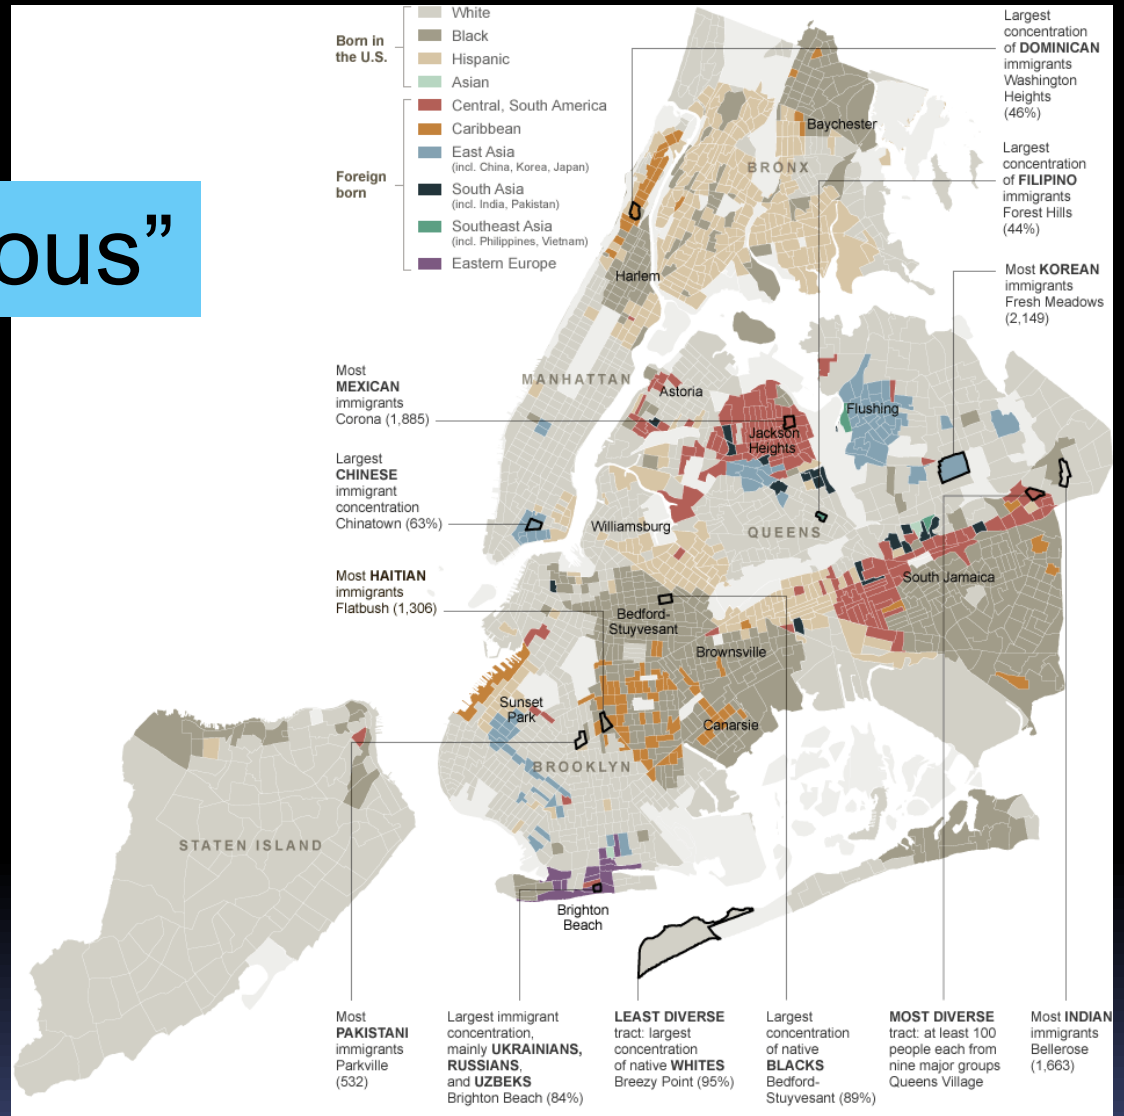 ous”
Born in
the U.S.
White
Black
Hispanic
Asian
Foreign
born
Central, South America
Caribbean
East Asia
(incl. China, Korea, Japan)
South Asia
(incl. India, Pakistan)
Southeast Asia
(incl. Philippines, Vietnam)
Eastern Europe
Largest
concentration
of DOMINICAN
immigrants
Washington
Heights
(46%)
Largest
concentration
of FILIPINO
immigrants
Forest Hills
(44%)
Most KOREAN
immigrants
Fresh Meadows
(2,149)
Baychester
BRONX
Harlem
MANHATTAN
Astoria
Flushing
Jackson
Heights
Most
MEXICAN
immigrants
Corona (1,885)
Largest
CHINESE
immigrant
concentration
Chinatown (63%)
Williamsburg
QUEENS
Most HAITIAN
immigrants
Flatbush (1,306)
South Jamaica
Bedford-
Stuyvesant
Brownsville
Sunset
Park
Canarsie
BROOKLYN
STATEN ISLAND
Brighton
Beach
Most
PAKISTANI
immigrants
Parkville
(532)
Largest immigrant
concentration,
mainly UKRAINIANS,
RUSSIANS,
and UZBEKS
Brighton Beach (84%)
LEAST DIVERSE
tract: largest
concentration
of native WHITES
Breezy Point (95%)
Largest
concentration
of native
BLACKS
Bedford-
Stuyvesant (89%)
MOST DIVERSE
tract: at least 100
people each from
nine major groups
Queens Village
Most INDIAN
immigrants
Bellerose
(1,663)